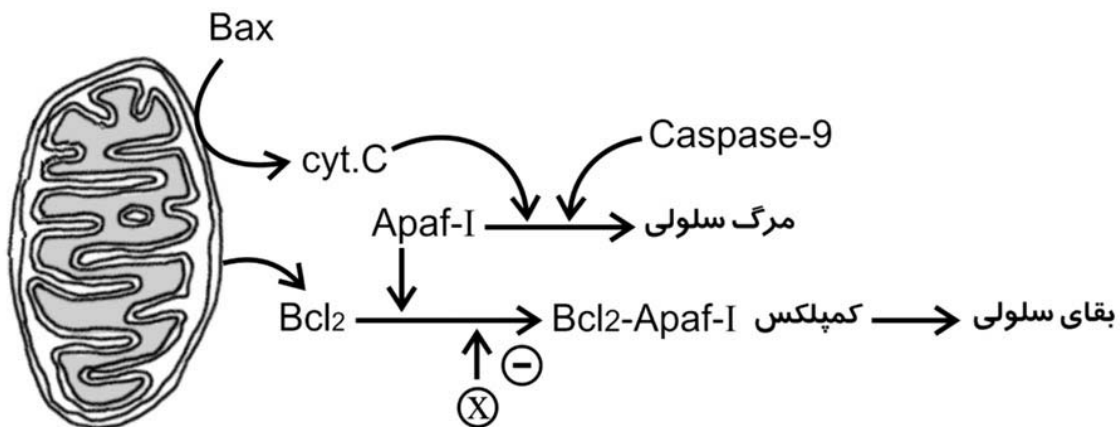 Bax
cyt.C
Caspase-9
Apaf-I
مرگ سلولی
Bcl2
Bcl2-Apaf-I کمپلکس
بقای سلولی
−
X